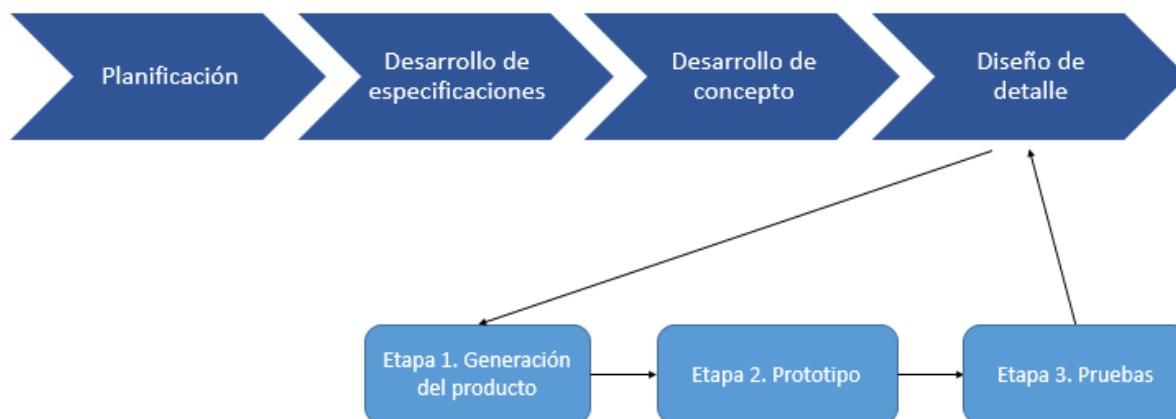 Planificación
Desarrollo de
especificaciones
Desarrollo de
concepto
Diseño de
detalle
Etapa 1. Generación
del producto
Etapa 2. Prototipo
Etapa 3. Pruebas